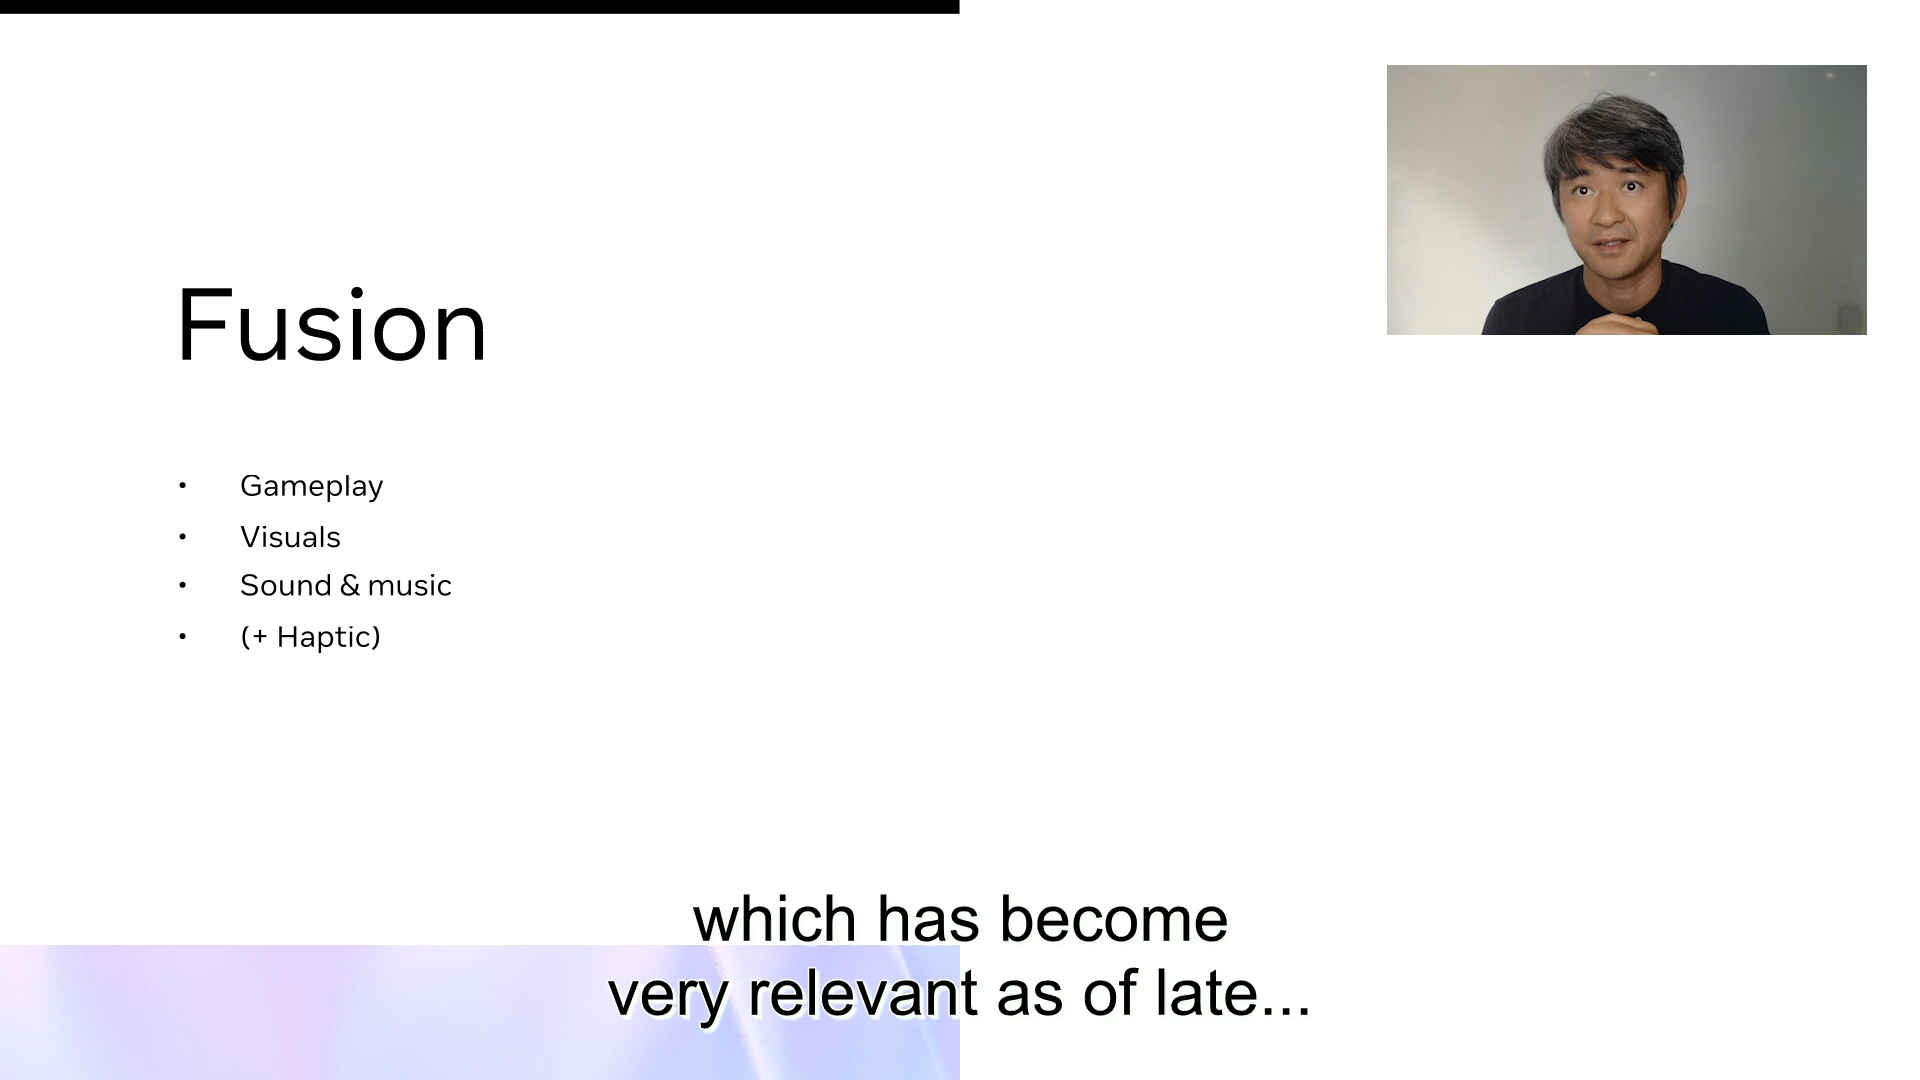 Fusion
• Gameplay
• Visuals
• Sound & music
• (+ Haptic)
which has become
very relevant as of late...